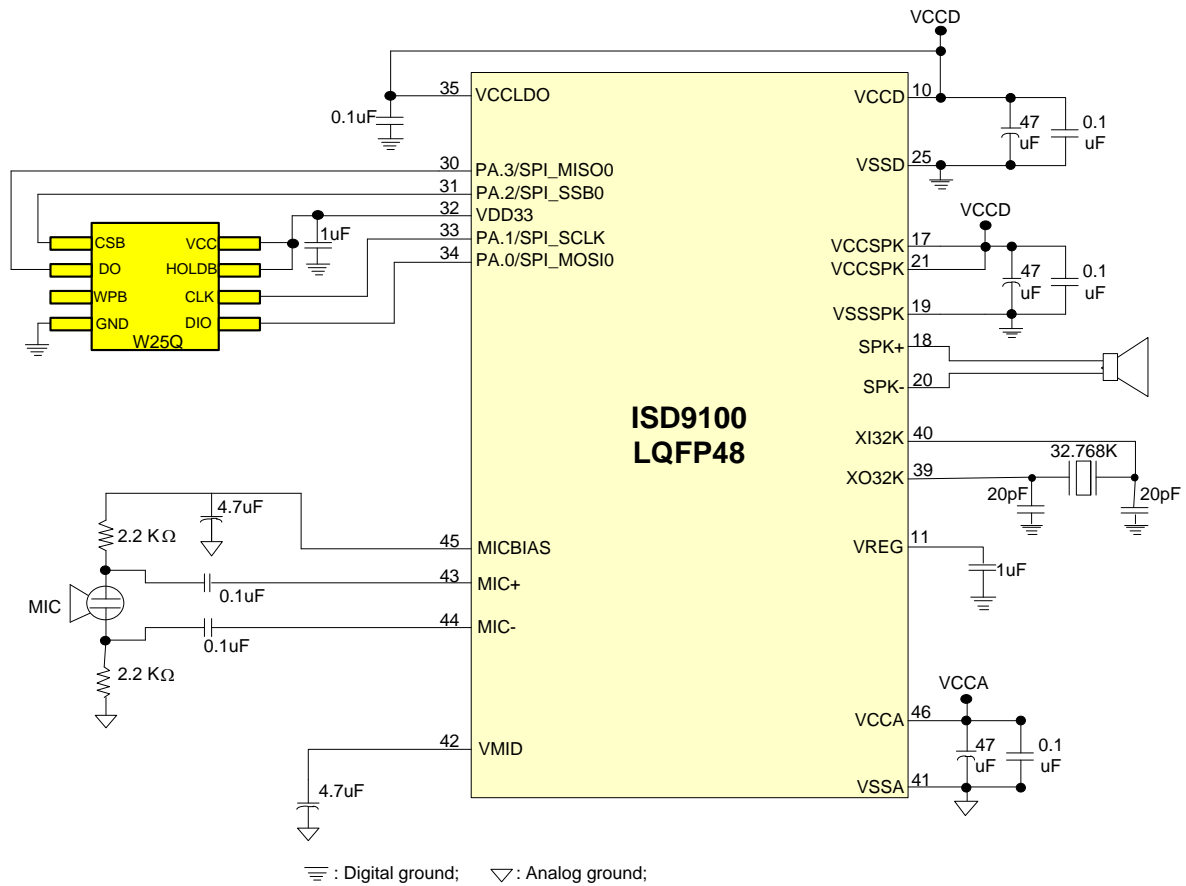 VCCD
35 VCCLDO
0.1uF
VCCD 10
47 uF
0.1 uF
VSSD 25
30 PA.3/SPI_MISO0
31 PA.2/SPI_SSB0
32 VDD33
33 PA.1/SPI_SCLK
34 PA.0/SPI_MOSI0
1uF
CSB VCC
DO HOLDB
WPB CLK
GND DIO
W25Q
VCCD
VCCSPK 17
VCCSPK 21
47 uF
0.1 uF
VSSSPK 19
SPK+ 18
SPK- 20
ISD9100
LQFP48
XI32K 40
32.768K
XO32K 39
20pF
20pF
VREG 11
1uF
4.7uF
2.2 KΩ
45 MICBIAS
43 MIC+
0.1uF
MIC
44 MIC-
0.1uF
2.2 KΩ
42 VMID
4.7uF
VCCA
VCCA 46
47 uF
0.1 uF
VSSA 41
: Digital ground; : Analog ground;